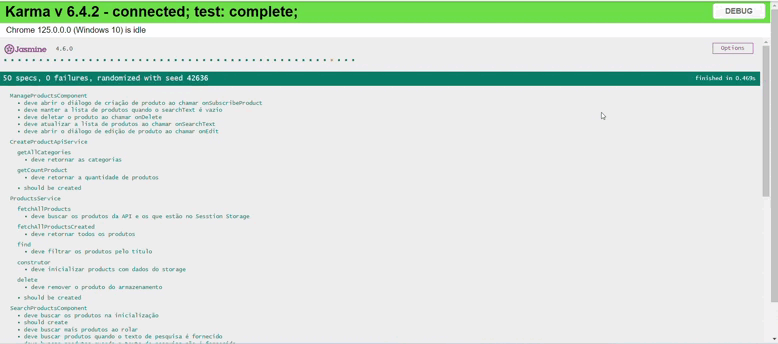 Karma v 6.4.2 - connected; test: complete;
DEBUG
Chrome 125.0.0.0 (Windows 10) is idle
Jasmine 4.6.0
Options
50 specs, 0 failures, randomized with seed 42636
finished in 0.469s
ManageProductsComponent
• deve abrir o diálogo de criação de produto ao chamar onSubscribeProduct
• deve manter a lista de produtos quando o searchText é vazio
• deve deletar o produto ao chamar onDelete
• deve atualizar a lista de produtos ao chamar onSearchText
• deve abrir o diálogo de edição de produto ao chamar onEdit
CreateProductApiService
getAllCategories
• deve retornar as categorias
getCountProduct
• deve retornar a quantidade de produtos
• should be created
ProductsService
fetchAllProducts
• deve buscar os produtos da API e os que estão no Sesstion Storage
fetchAllProductsCreated
• deve retornar todos os produtos
find
• deve filtrar os produtos pelo título
construtor
• deve inicializar products com dados do storage
delete
• deve remover o produto do armazenamento
• should be created
SearchProductsComponent
• deve buscar os produtos na inicialização
• should create
• deve buscar mais produtos ao rolar
• deve buscar produtos quando o texto de pesquisa é fornecido